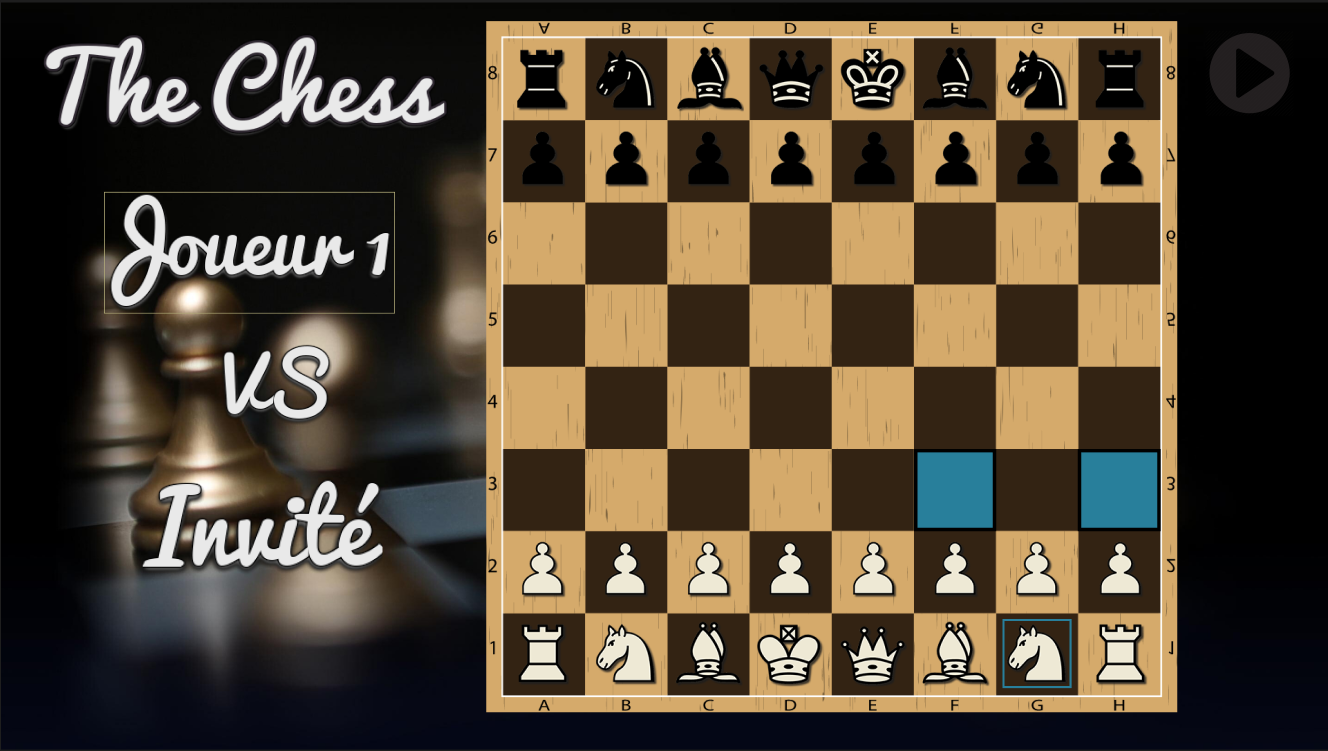 The Chess
Joueur 1
VS
Invité
A B C D E F G H
8 8
7 7
6 6
5 5
4 4
3 3
2 2
1 1
A B C D E F G H